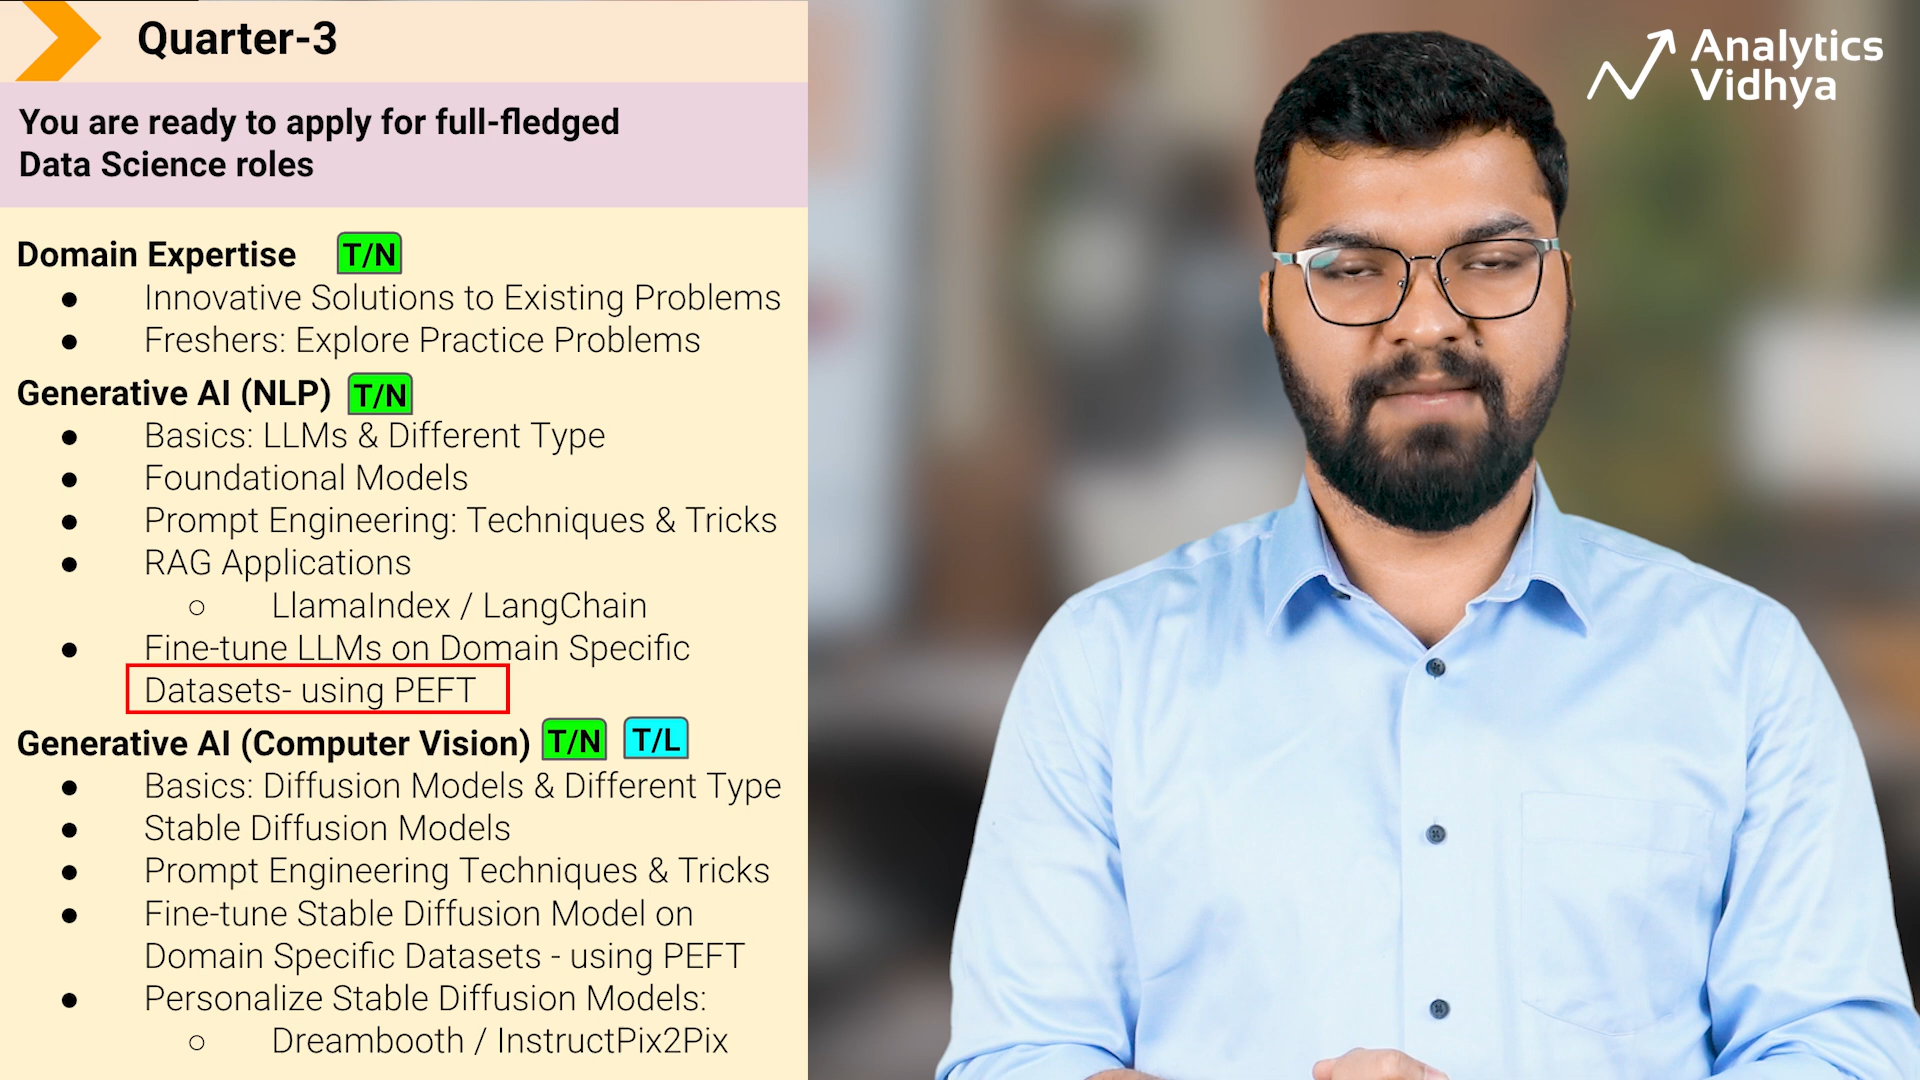 Quarter-3
Analytics
Vidhya
You are ready to apply for full-fledged
Data Science roles
Domain Expertise T/N
● Innovative Solutions to Existing Problems
● Freshers: Explore Practice Problems
Generative AI (NLP) T/N
● Basics: LLMs & Different Type
● Foundational Models
● Prompt Engineering: Techniques & Tricks
● RAG Applications
○ LlamaIndex / LangChain
● Fine-tune LLMs on Domain Specific
Datasets- using PEFT
Generative AI (Computer Vision) T/N T/L
● Basics: Diffusion Models & Different Type
● Stable Diffusion Models
● Prompt Engineering Techniques & Tricks
● Fine-tune Stable Diffusion Model on
Domain Specific Datasets - using PEFT
● Personalize Stable Diffusion Models:
○ Dreambooth / InstructPix2Pix